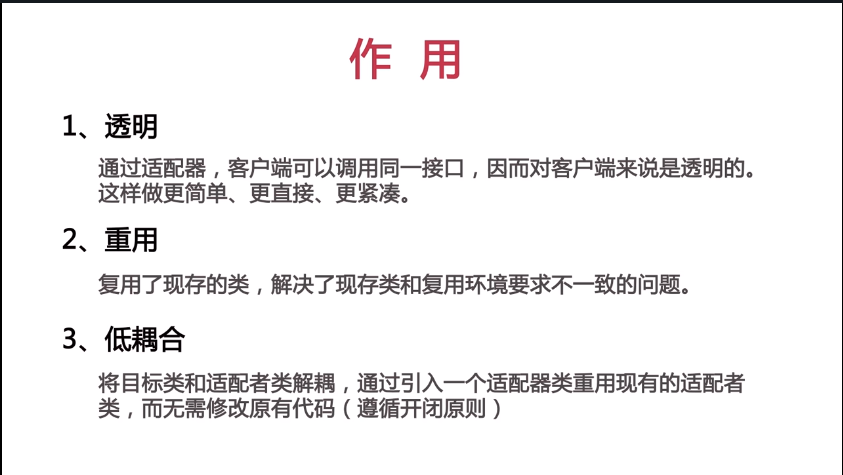 作 用
1、透明
通过适配器，客户端可以调用同一接口，因而对客户端来说是透明的。
这样做更简单、更直接、更紧凑。
2、重用
复用了现存的类，解决了现存类和复用环境要求不一致的问题。
3、低耦合
将目标类和适配者类解耦，通过引入一个适配器类重用现有的适配者
类，而无需修改原有代码（遵循开闭原则）